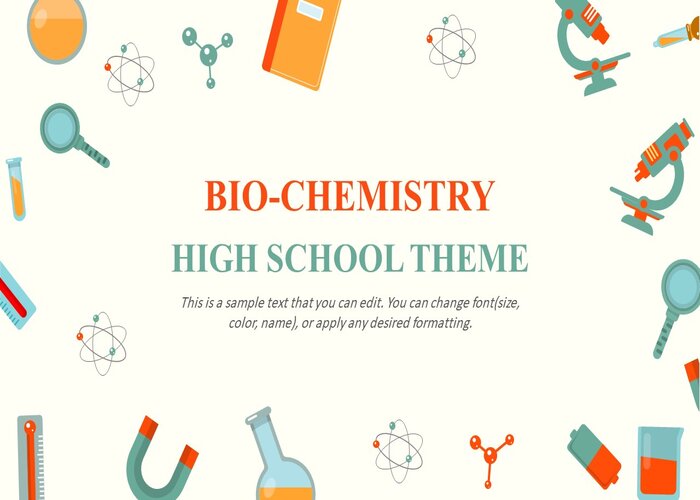 BIO-CHEMISTRY
HIGH SCHOOL THEME
This is a sample text that you can edit. You can change font(size,
color, name), or apply any desired formatting.